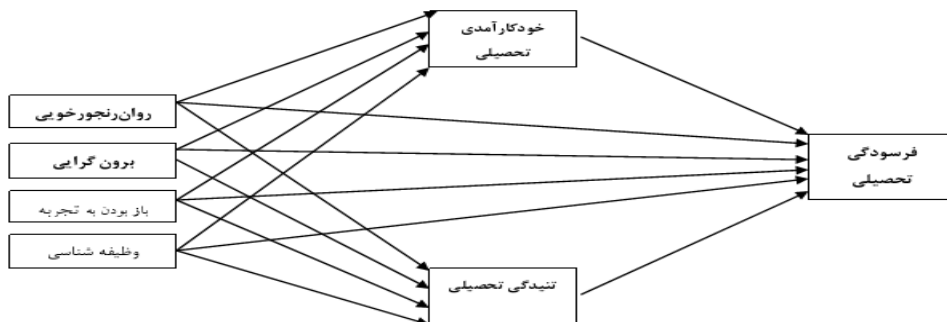 خودکارآمدی
تحصیلی
روان‌رنجورخویی
برون گرایی
باز بودن به تجربه
وظیفه شناسی
فرسودگی
تحصیلی
تنیدگی تحصیلی